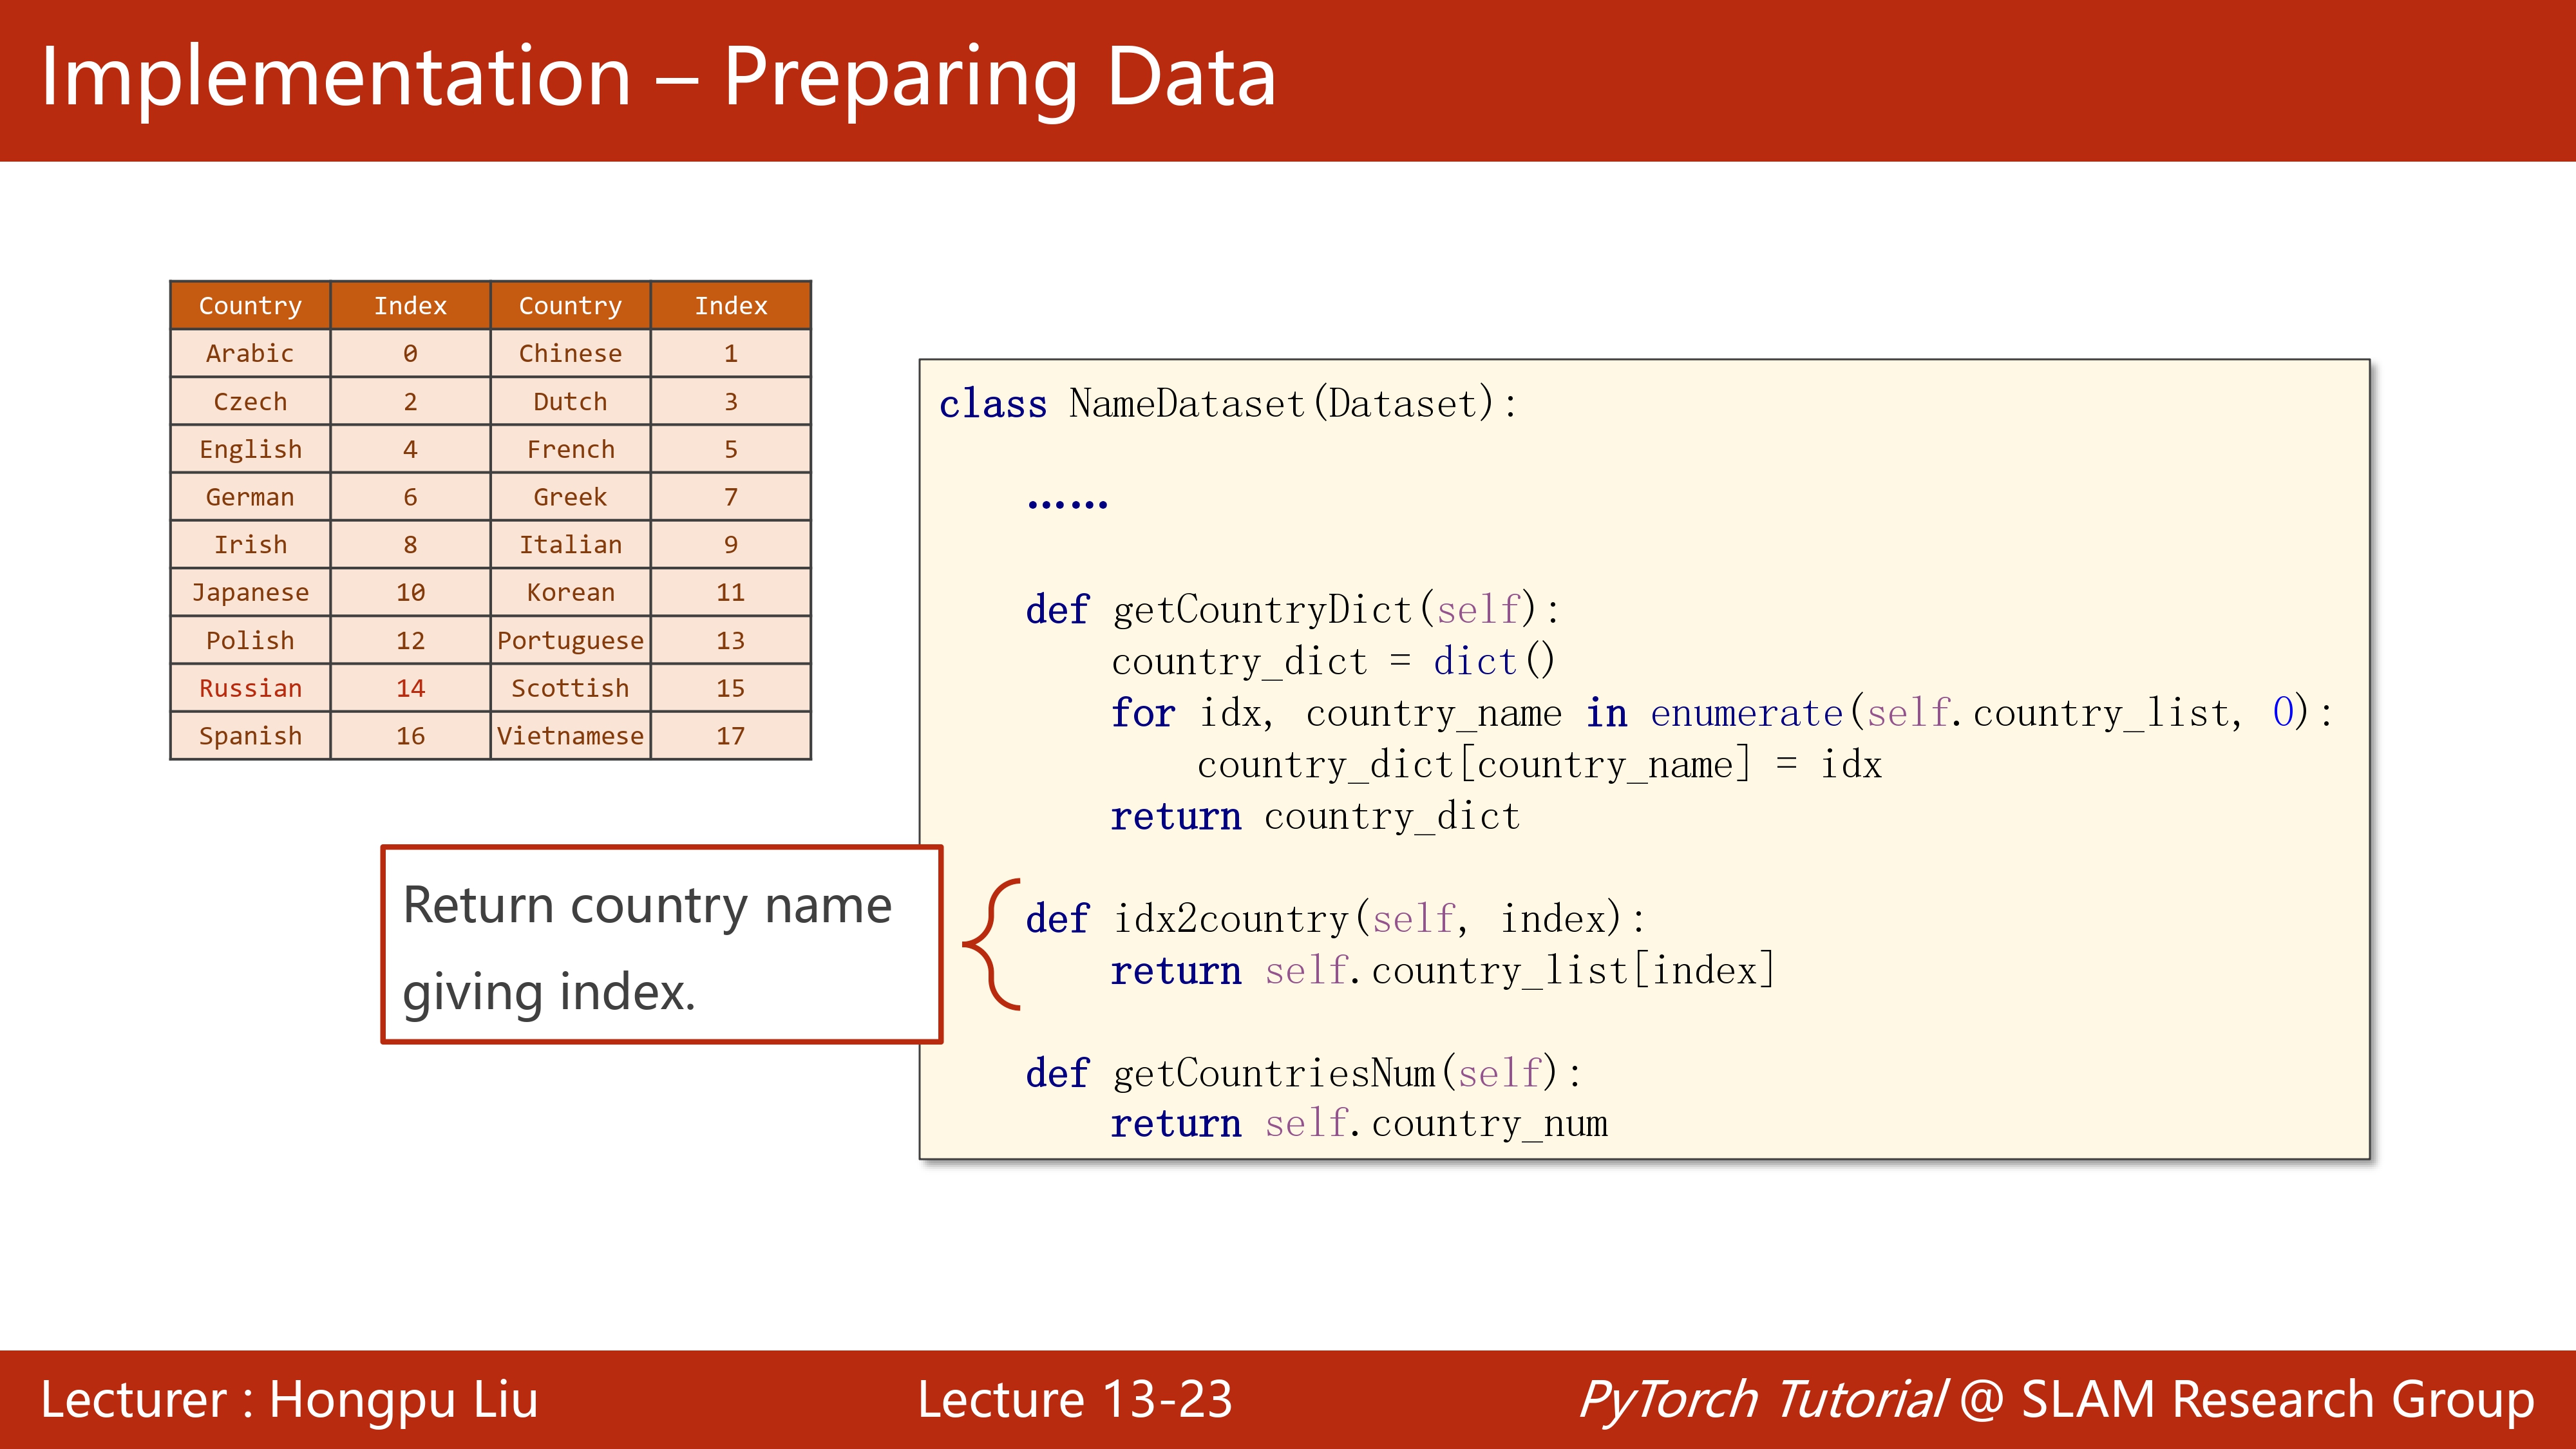 Implementation – Preparing Data
Country Index Country Index
Arabic 0 Chinese 1
Czech 2 Dutch 3
English 4 French 5
German 6 Greek 7
Irish 8 Italian 9
Japanese 10 Korean 11
Polish 12 Portuguese 13
Russian 14 Scottish 15
Spanish 16 Vietnamese 17
class NameDataset(Dataset):
……
def getCountryDict(self):
country_dict = dict()
for idx, country_name in enumerate(self.country_list, 0):
country_dict[country_name] = idx
return country_dict
Return country name
giving index.
def idx2country(self, index):
return self.country_list[index]
def getCountriesNum(self):
return self.country_num
Lecturer : Hongpu Liu
Lecture 13-23
PyTorch Tutorial @ SLAM Research Group